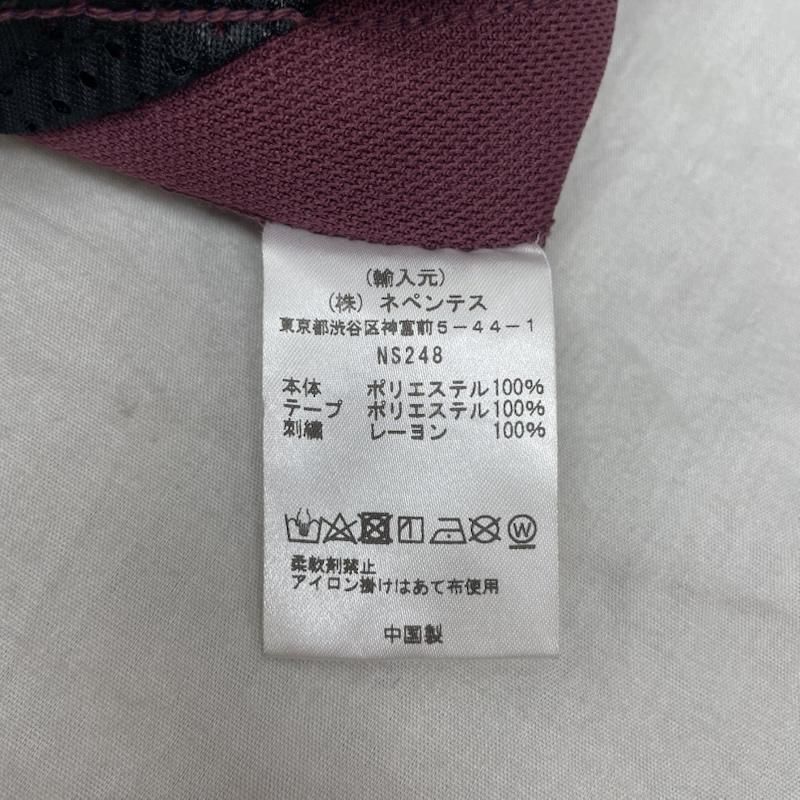 (輸入元)
(株) ネペンテス
東京都渋谷区神宮前5-44-1
NS248
本体 ポリエステル100%
テープ ポリエステル100%
刺繍 レーヨン 100%
W
柔軟剤禁止
アイロン掛けはあて布使用
中国製